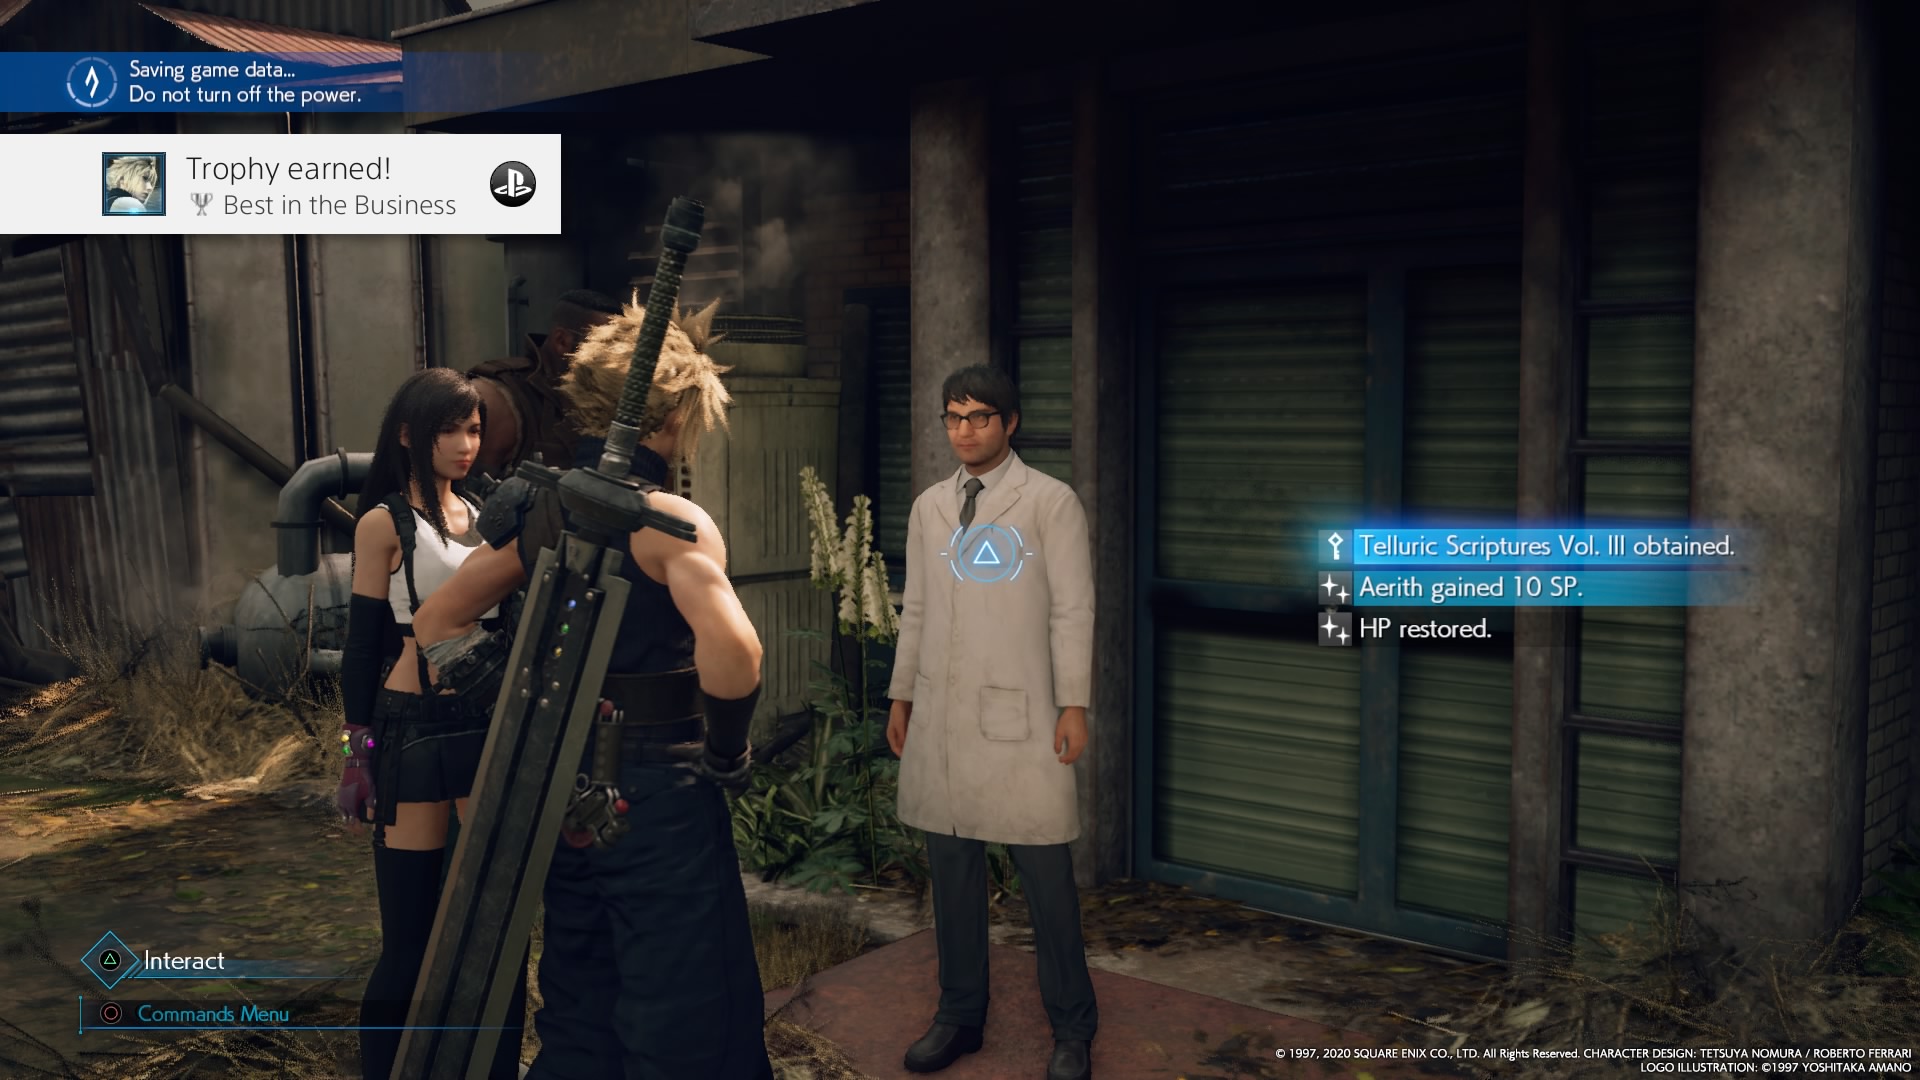 Saving game data...
Do not turn off the power.
Trophy earned!
Best in the Business
Telluric Scriptures Vol. III obtained.
Aerith gained 10 SP.
HP restored.
Interact
Commands Menu
© 1997, 2020 SQUARE ENIX CO., LTD. All Rights Reserved. CHARACTER DESIGN: TETSUYA NOMURA / ROBERTO FERRARI
LOGO ILLUSTRATION: ©1997 YOSHITAKA AMANO